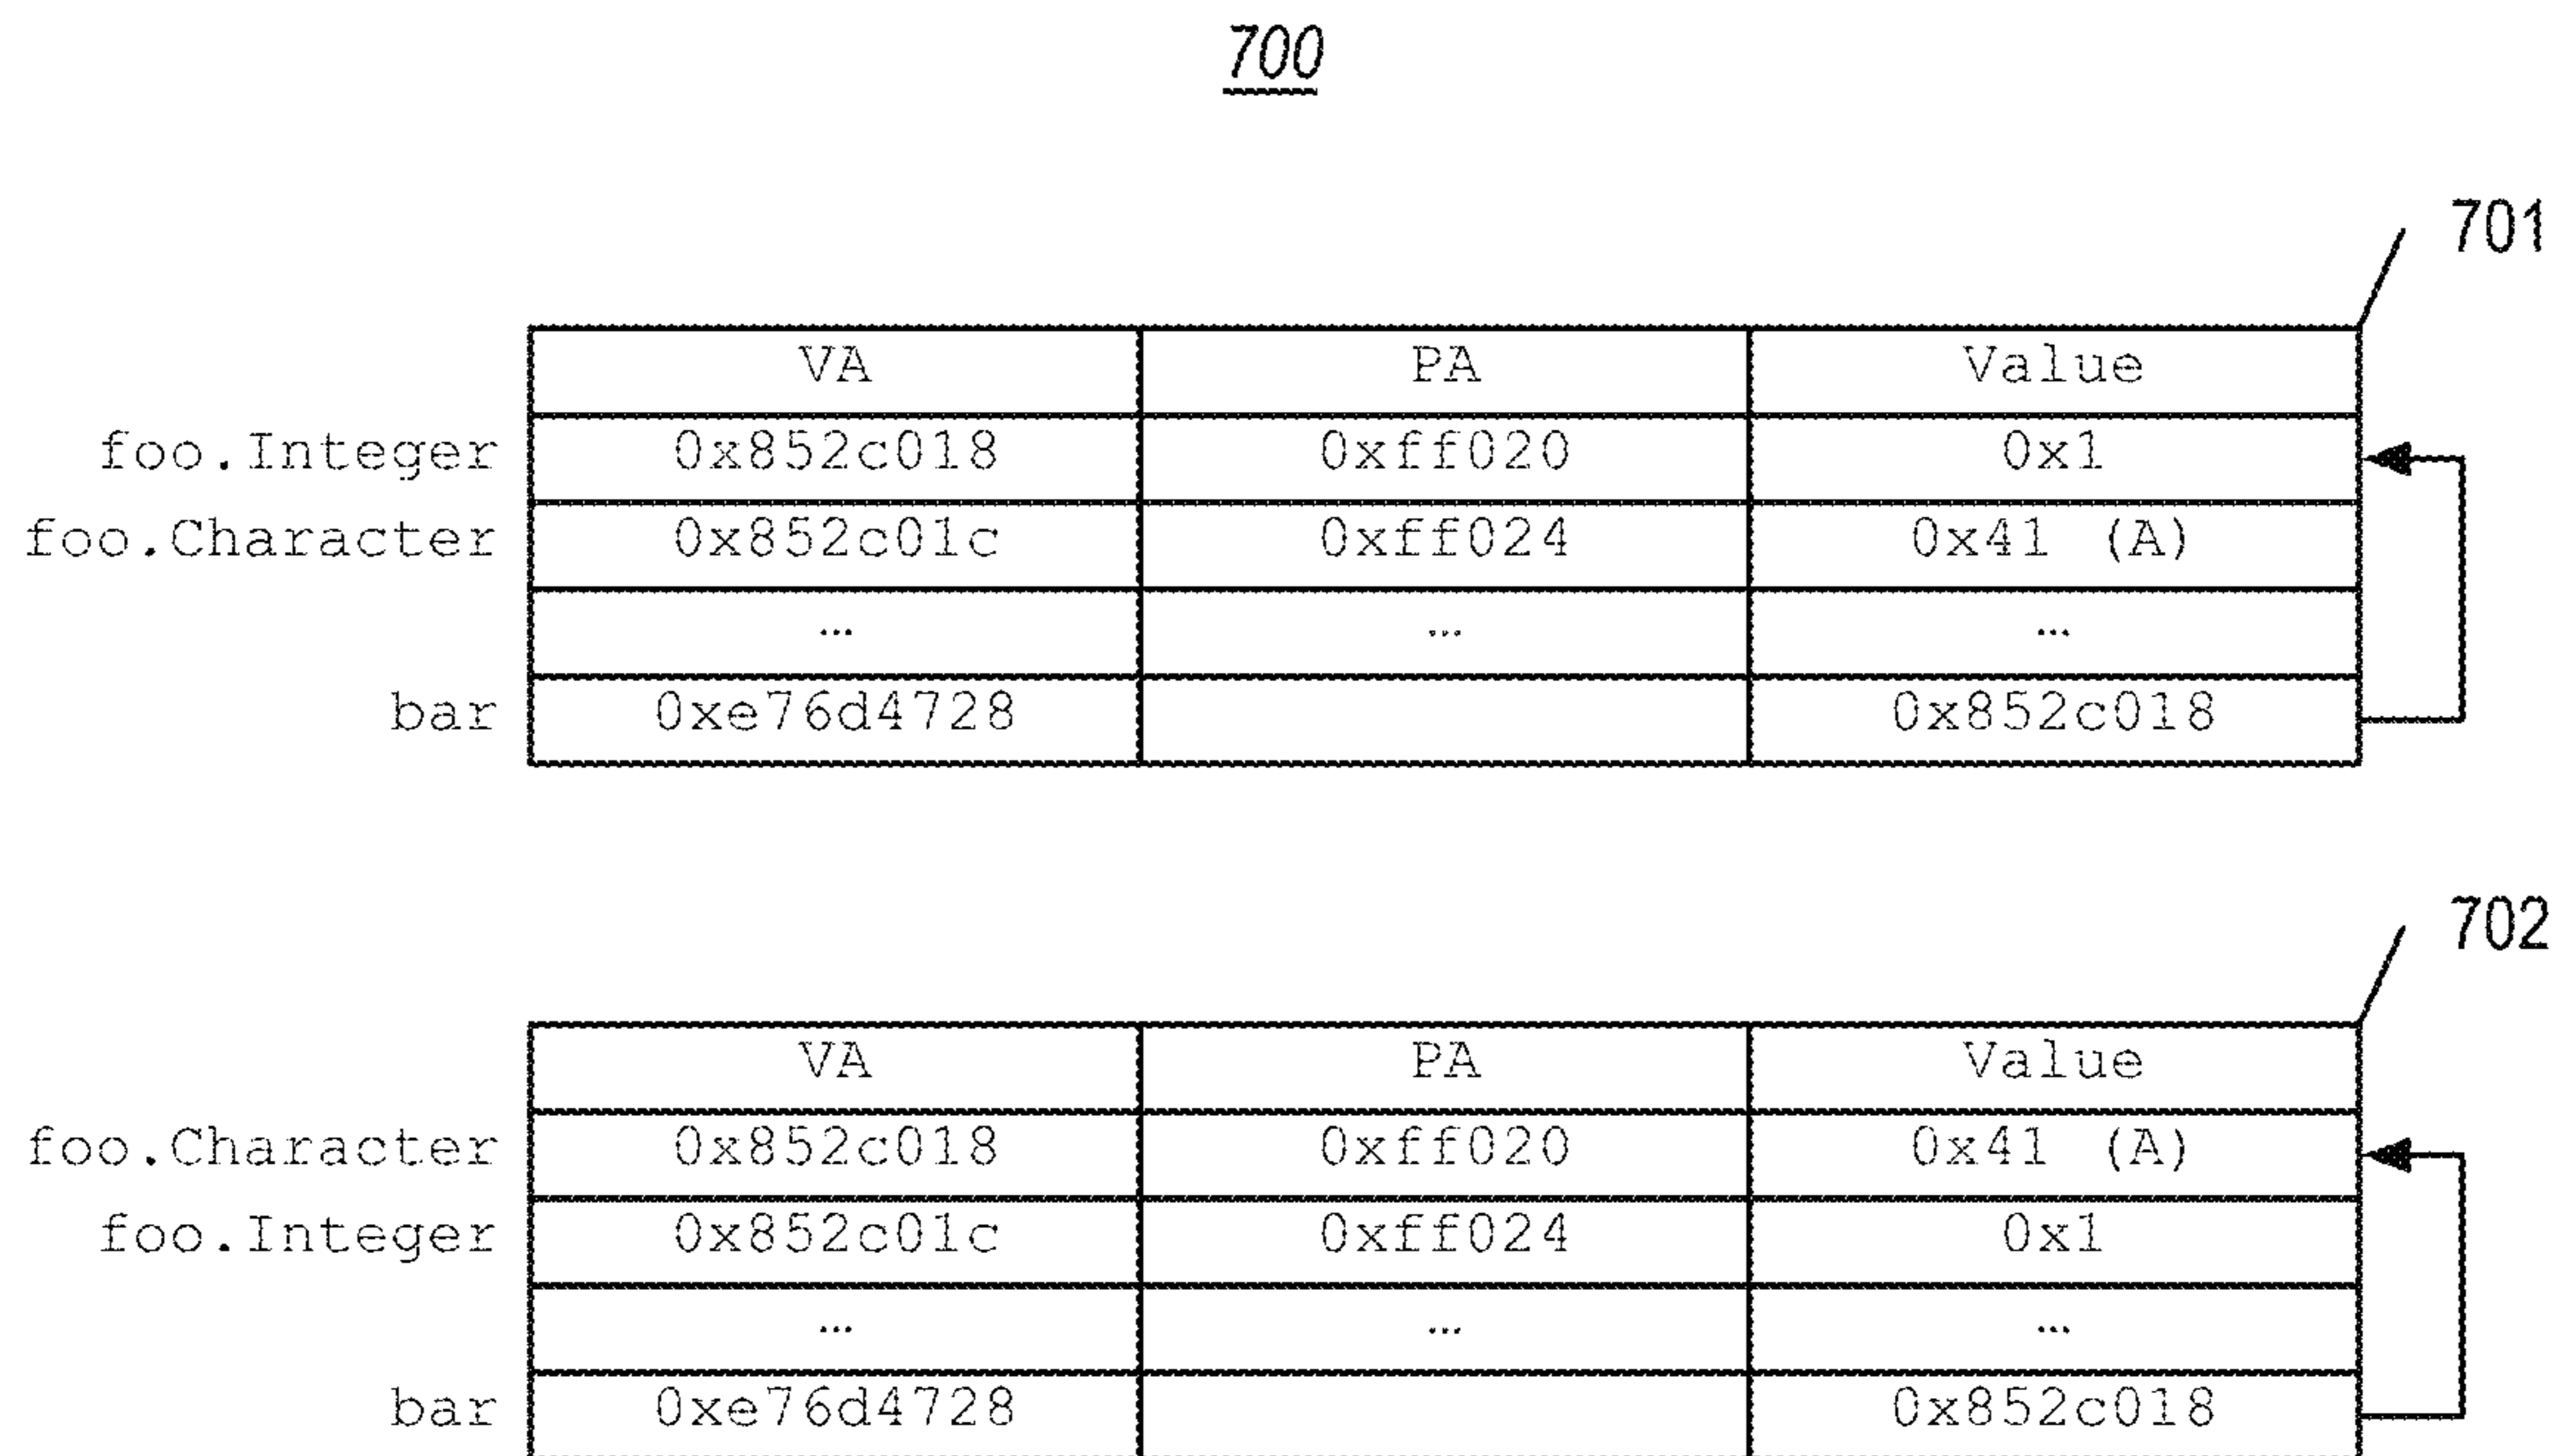 700
701
VA PA Value
foo.Integer 0x852c018 0xff020 0x1
foo.Character 0x852c01c 0xff024 0x41 (A)
… … …
bar 0xe76d4728 0x852c018
702
VA PA Value
foo.Character 0x852c018 0xff020 0x41 (A)
foo.Integer 0x852c01c 0xff024 0x1
… … …
bar 0xe76d4728 0x852c018